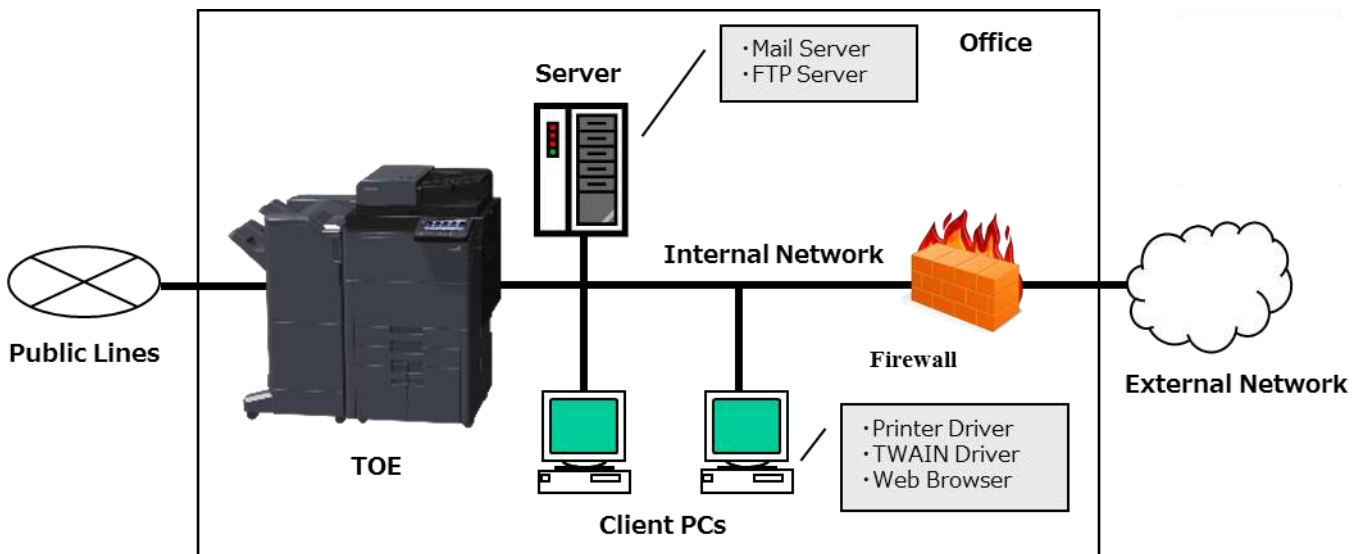 Office
・Mail Server
・FTP Server
Server
Internal Network
Public Lines
Firewall
External Network
TOE
・Printer Driver
・TWAIN Driver
・Web Browser
Client PCs